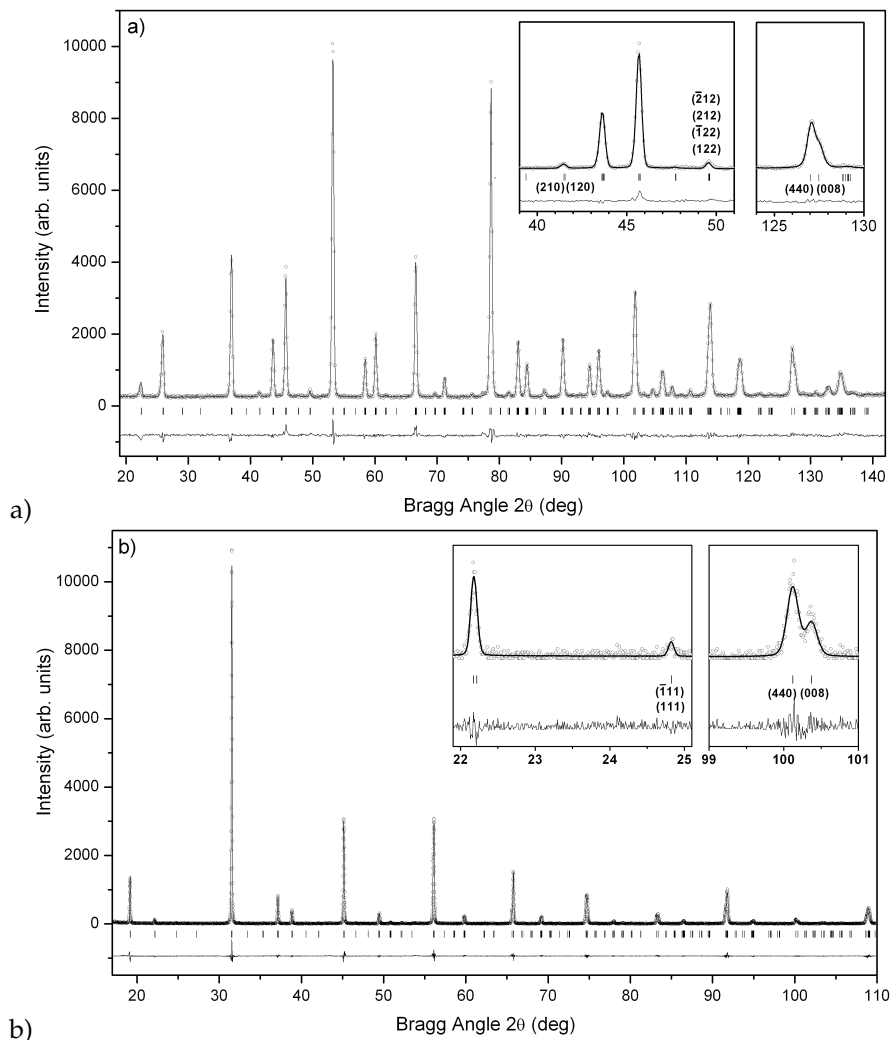 a)
10000
8000
6000
4000
2000
0
Intensity (arb. units)
(2̄12)
(212)
(1̄22)
(122)
(210)(120)
40 45 50
(440) (008)
125 130
20 30 40 50 60 70 80 90 100 110 120 130 140
Bragg Angle 2θ (deg)
a)
b)
10000
8000
6000
4000
2000
0
Intensity (arb. units)
(1̄11)
(111)
22 23 24 25
(440) (008)
99 100 101
20 30 40 50 60 70 80 90 100 110
Bragg Angle 2θ (deg)
b)